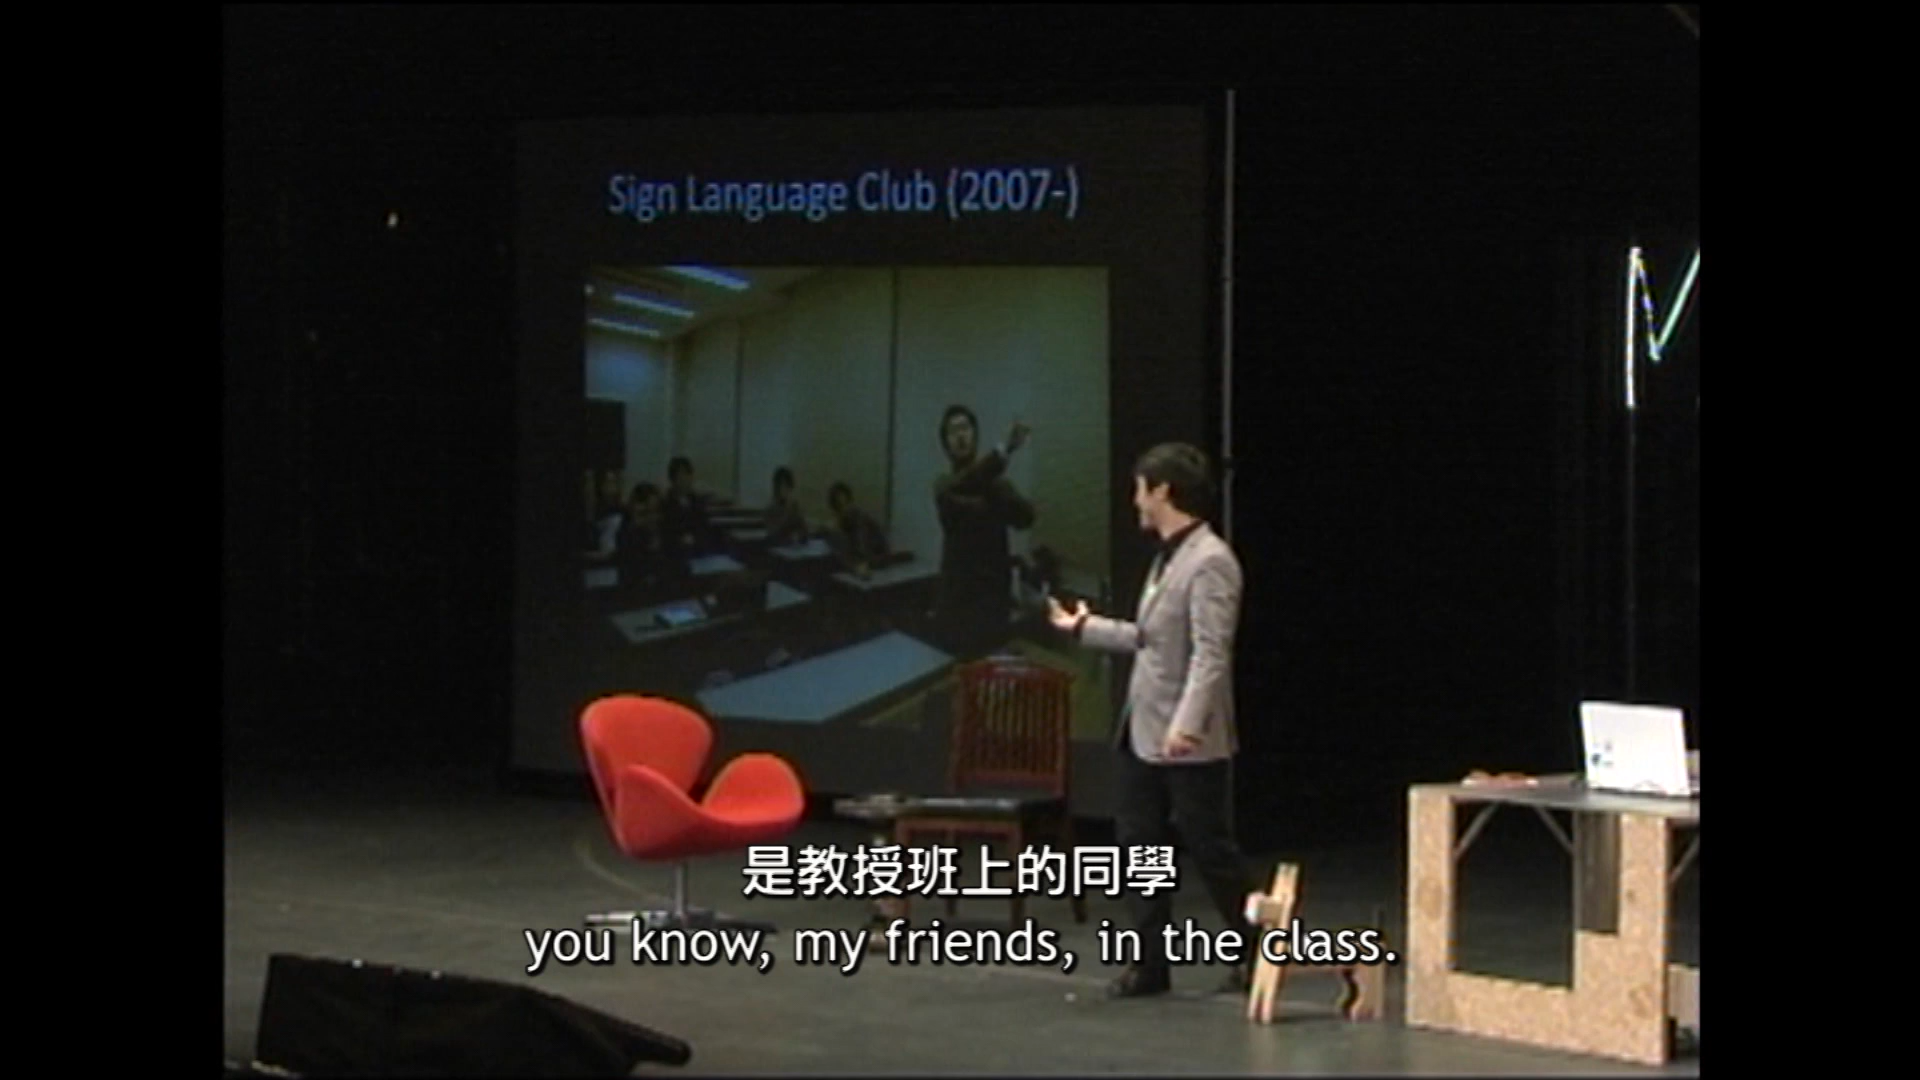 Sign Language Club (2007-)
是教授班上的同學
you know, my friends, in the class.